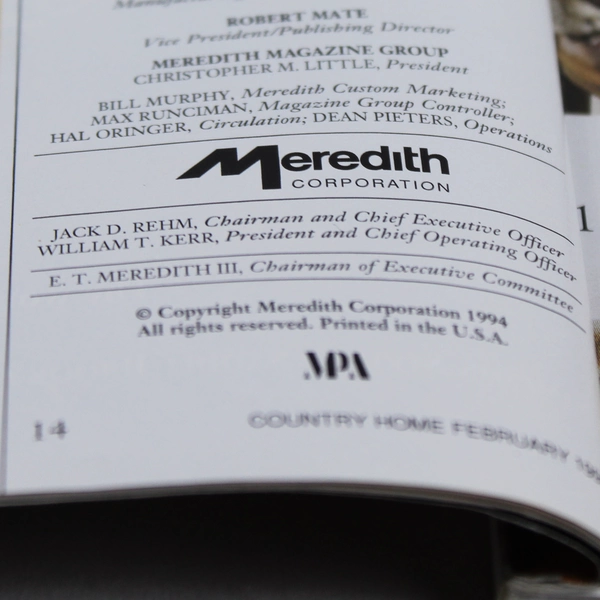 ROBERT MATE
Vice President/Publishing Director
MEREDITH MAGAZINE GROUP
CHRISTOPHER M. LITTLE, President
BILL MURPHY, Meredith Custom Marketing;
MAX RUNCIMAN, Magazine Group Controller;
HAL ORINGER, Circulation; DEAN PIETERS, Operations
Meredith
CORPORATION
JACK D. REHM, Chairman and Chief Executive Officer
WILLIAM T. KERR, President and Chief Operating Officer
E. T. MEREDITH III, Chairman of Executive Committee
© Copyright Meredith Corporation 1994
All rights reserved. Printed in the U.S.A.
MPA
14
COUNTRY HOME FEBRUARY
1